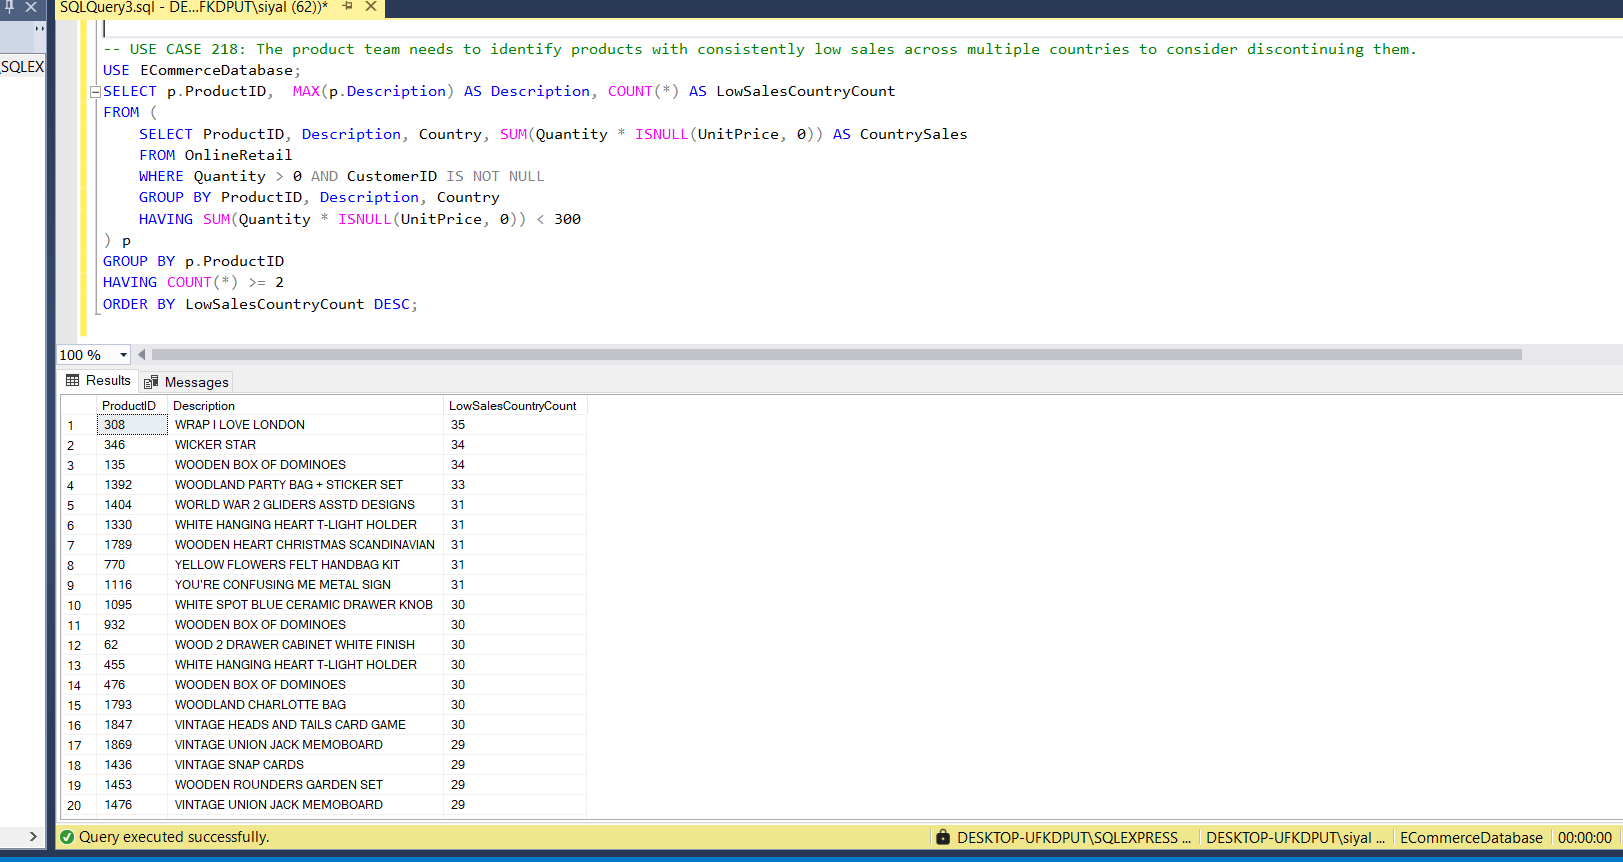 SQLQuery3.sql - DE...FKDPUT\siyal (62))*
SQLEX
-- USE CASE 218: The product team needs to identify products with consistently low sales across multiple countries to consider discontinuing them.
USE ECommerceDatabase;
SELECT p.ProductID,  MAX(p.Description) AS Description, COUNT(*) AS LowSalesCountryCount
FROM (
    SELECT ProductID, Description, Country, SUM(Quantity * ISNULL(UnitPrice, 0)) AS CountrySales
    FROM OnlineRetail
    WHERE Quantity > 0 AND CustomerID IS NOT NULL
    GROUP BY ProductID, Description, Country
    HAVING SUM(Quantity * ISNULL(UnitPrice, 0)) < 300
) p
GROUP BY p.ProductID
HAVING COUNT(*) >= 2
ORDER BY LowSalesCountryCount DESC;
100 %
Results Messages
ProductID Description LowSalesCountryCount
1 308 WRAP I LOVE LONDON 35
2 346 WICKER STAR 34
3 135 WOODEN BOX OF DOMINOES 34
4 1392 WOODLAND PARTY BAG + STICKER SET 33
5 1404 WORLD WAR 2 GLIDERS ASSTD DESIGNS 31
6 1330 WHITE HANGING HEART T-LIGHT HOLDER 31
7 1789 WOODEN HEART CHRISTMAS SCANDINAVIAN 31
8 770 YELLOW FLOWERS FELT HANDBAG KIT 31
9 1116 YOU'RE CONFUSING ME METAL SIGN 31
10 1095 WHITE SPOT BLUE CERAMIC DRAWER KNOB 30
11 932 WOODEN BOX OF DOMINOES 30
12 62 WOOD 2 DRAWER CABINET WHITE FINISH 30
13 455 WHITE HANGING HEART T-LIGHT HOLDER 30
14 476 WOODEN BOX OF DOMINOES 30
15 1793 WOODLAND CHARLOTTE BAG 30
16 1847 VINTAGE HEADS AND TAILS CARD GAME 30
17 1869 VINTAGE UNION JACK MEMOBOARD 29
18 1436 VINTAGE SNAP CARDS 29
19 1453 WOODEN ROUNDERS GARDEN SET 29
20 1476 VINTAGE UNION JACK MEMOBOARD 29
Query executed successfully. DESKTOP-UFKDPUT\SQLEXPRESS ... DESKTOP-UFKDPUT\siyal ... ECommerceDatabase 00:00:00